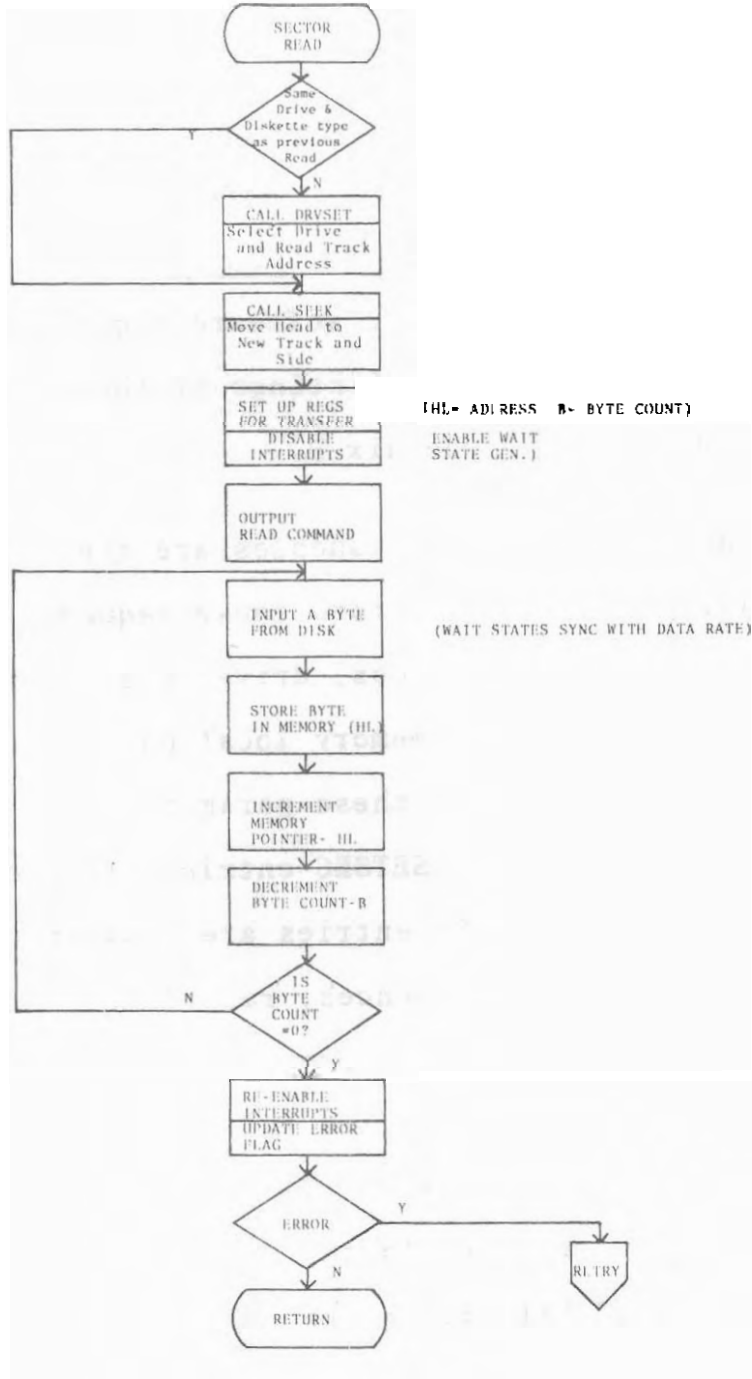 SECTOR
READ
Same
Drive &
Diskette type
as previous
Read
Y
N
CALL DRVSET
Select Drive
and Read Track
Address
CALL SEEK
Move Head to
New Track and
Side
SET UP REGS
FOR TRANSFER
(HL= ADDRESS B- BYTE COUNT)
DISABLE
INTERRUPTS
ENABLE WAIT
STATE GEN.)
OUTPUT
READ COMMAND
INPUT A BYTE
FROM DISK
(WAIT STATES SYNC WITH DATA RATE)
STORE BYTE
IN MEMORY (HL)
INCREMENT
MEMORY
POINTER- HL
DECREMENT
BYTE COUNT-B
IS
BYTE
COUNT
=0?
N
y
RE-ENABLE
INTERRUPTS
UPDATE ERROR
FLAG
ERROR
Y
N
RETRY
RETURN
these
entries are